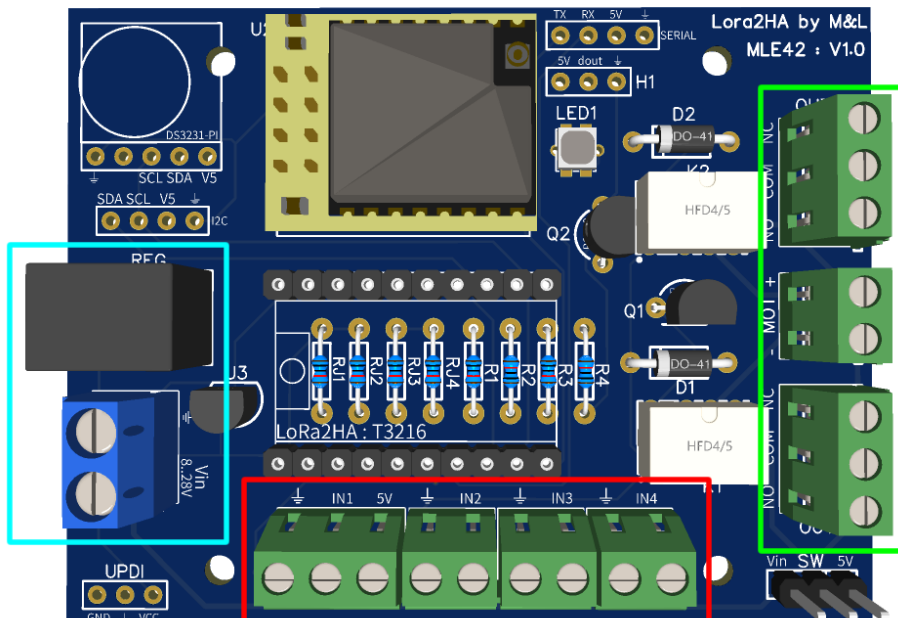 TX RX 5V
SERIAL
Lora2HA by M&L
MLE42 : V1.0
5V dout
H1
DS3231-PI
SCL SDA V5
SDA SCL V5
I2C
LED1
D2
DO-41
HFD4/5
Q2
NC
COM
NO
MOT + -
Q1
DO-41
D1
HFD4/5
NC
COM
NO
REG
U3
Vin
8..28V
RJ1
RJ2
RJ3
RJ4
R1
R2
R3
R4
LoRa2HA : T3216
IN1 5V IN2 IN3 IN4
UPDI
GND VCC
Vin SW 5V